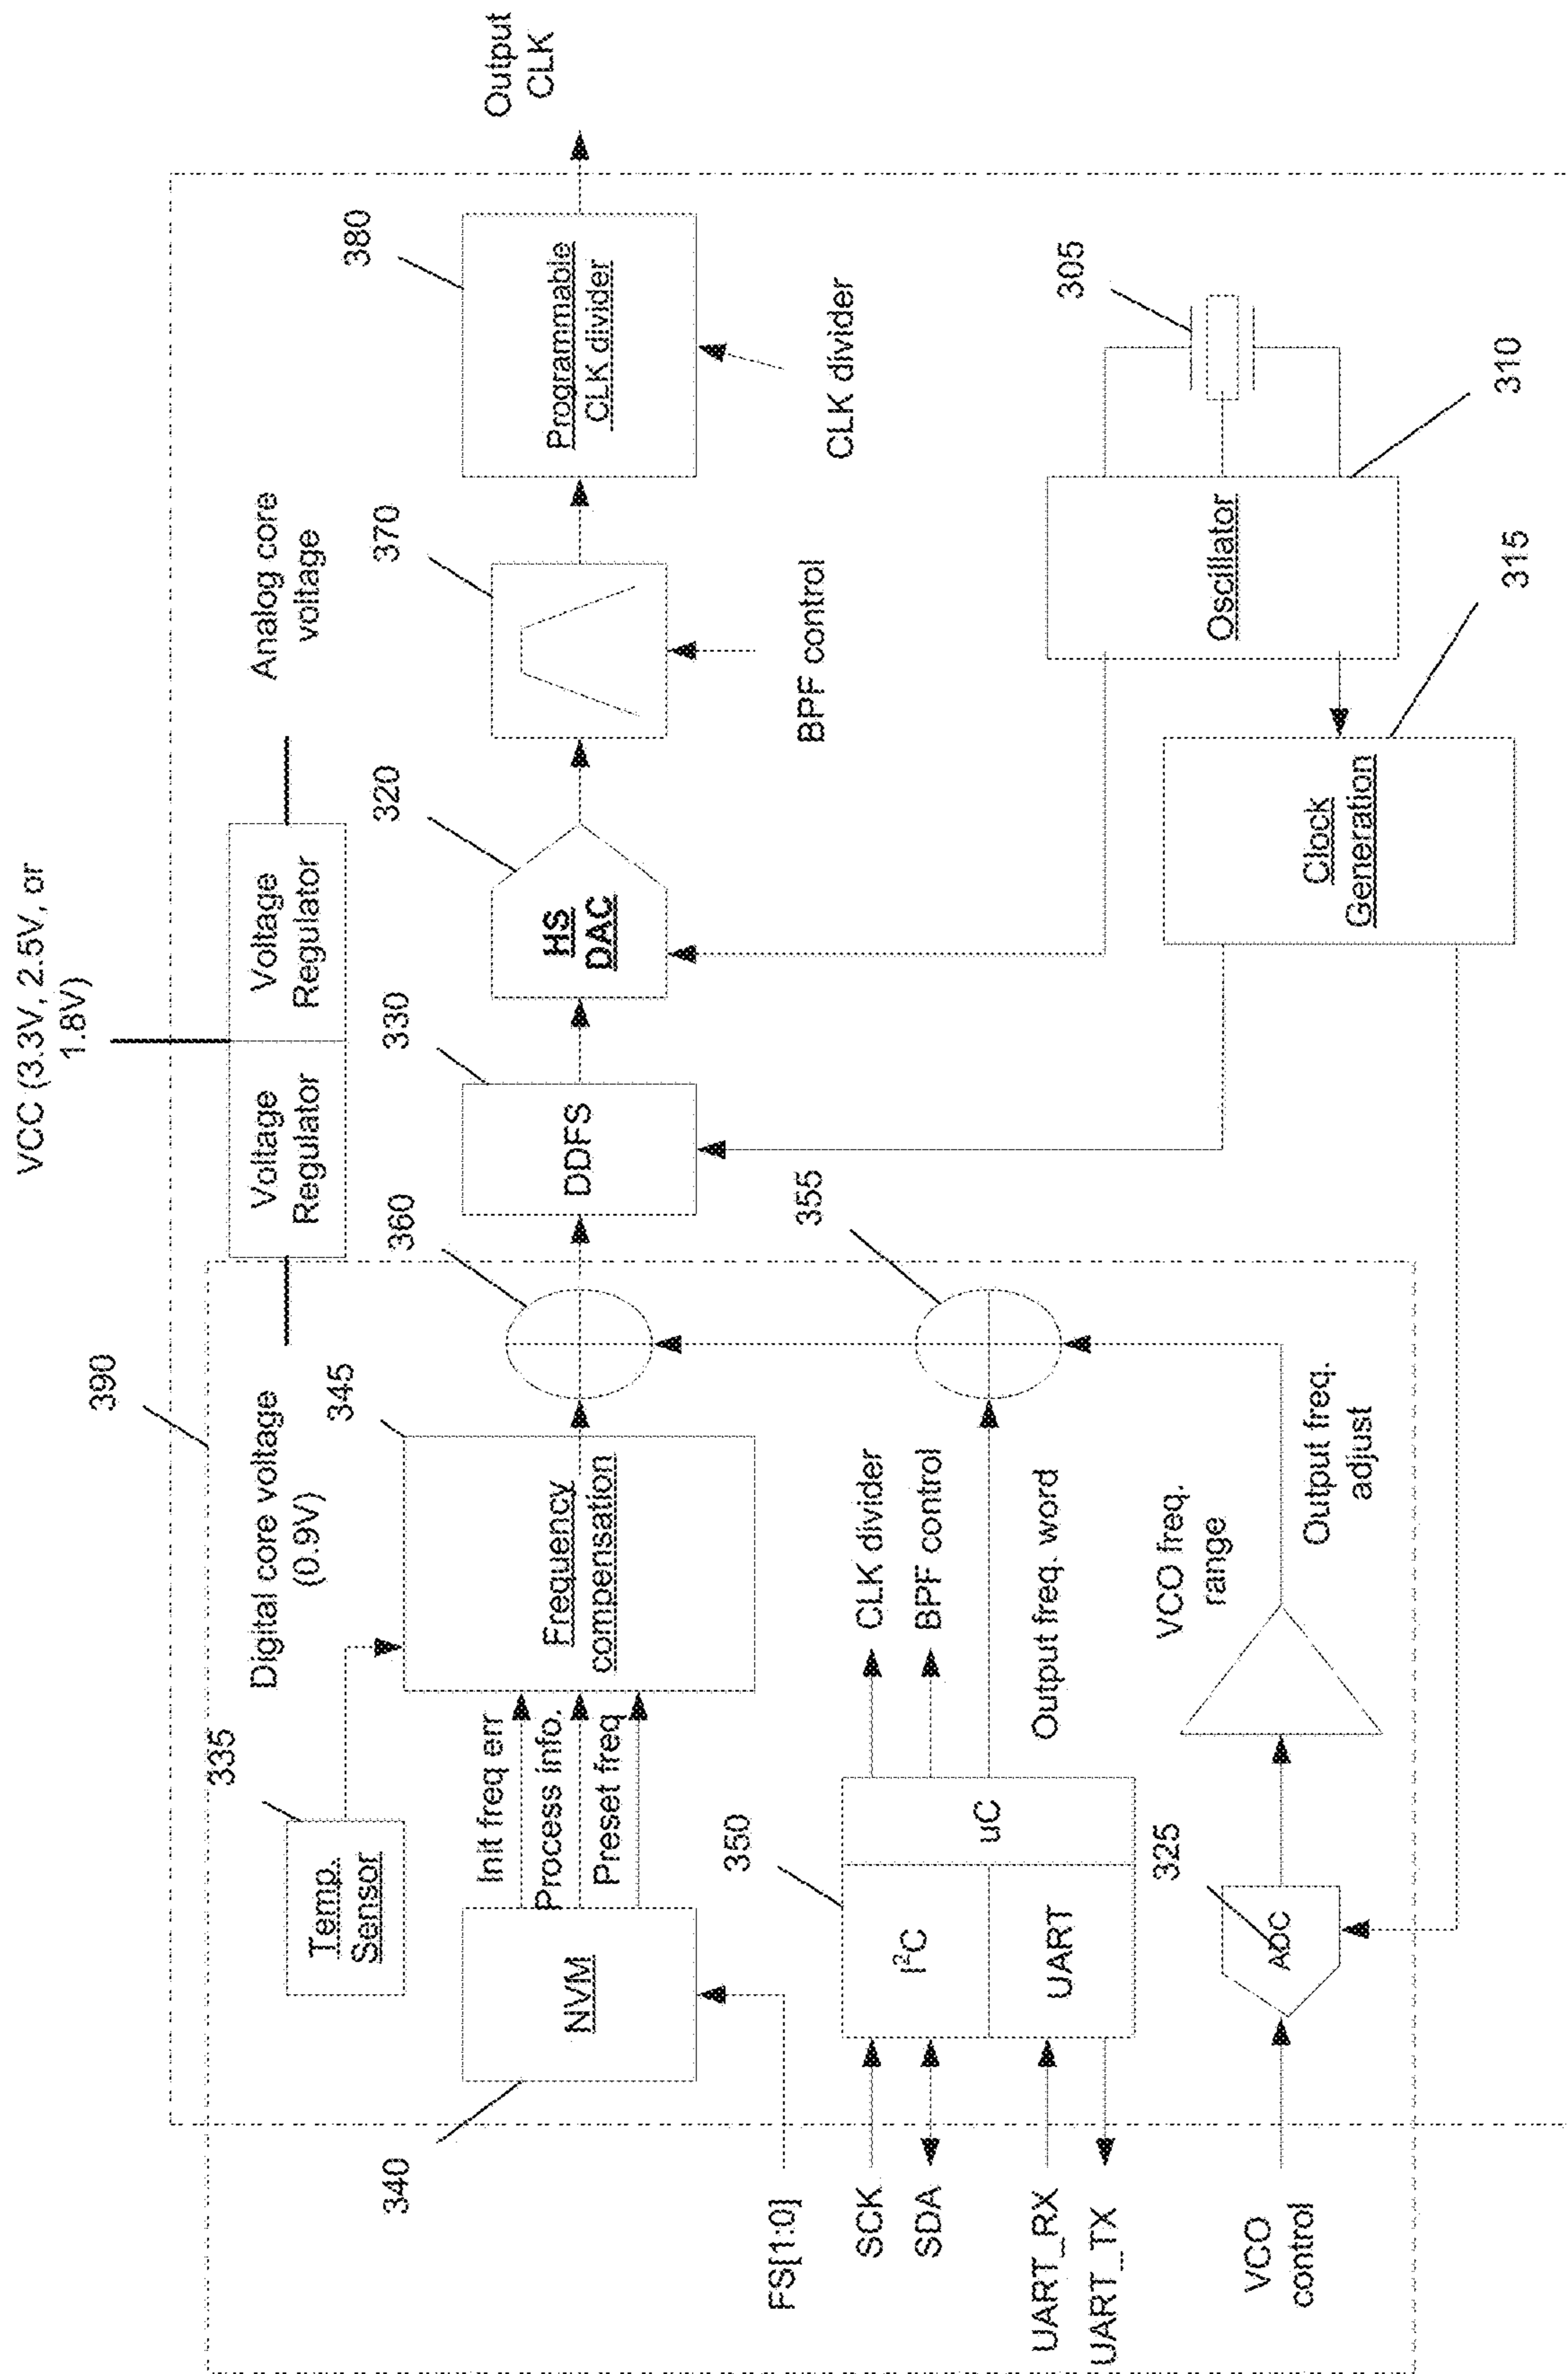 VCC (3.3V, 2.5V, or
1.8V)
390
Digital core voltage
(0.9V)
Voltage
Regulator
Voltage
Regulator
Analog core
voltage
335
Temp.
Sensor
345
Frequency
compensation
360
330
DDFS
320
HS
DAC
370
BPF control
380
Programmable
CLK divider
CLK divider
Output
CLK
340
NVM
Init freq err
Process info.
Preset freq
FS[1:0]
350
I²C
UART
uC
SCK
SDA
UART_RX
UART_TX
CLK divider
BPF control
Output freq. word
355
VCO
control
325
ADC
VCO freq.
range
Output freq.
adjust
Clock
Generation
315
Oscillator
310
305